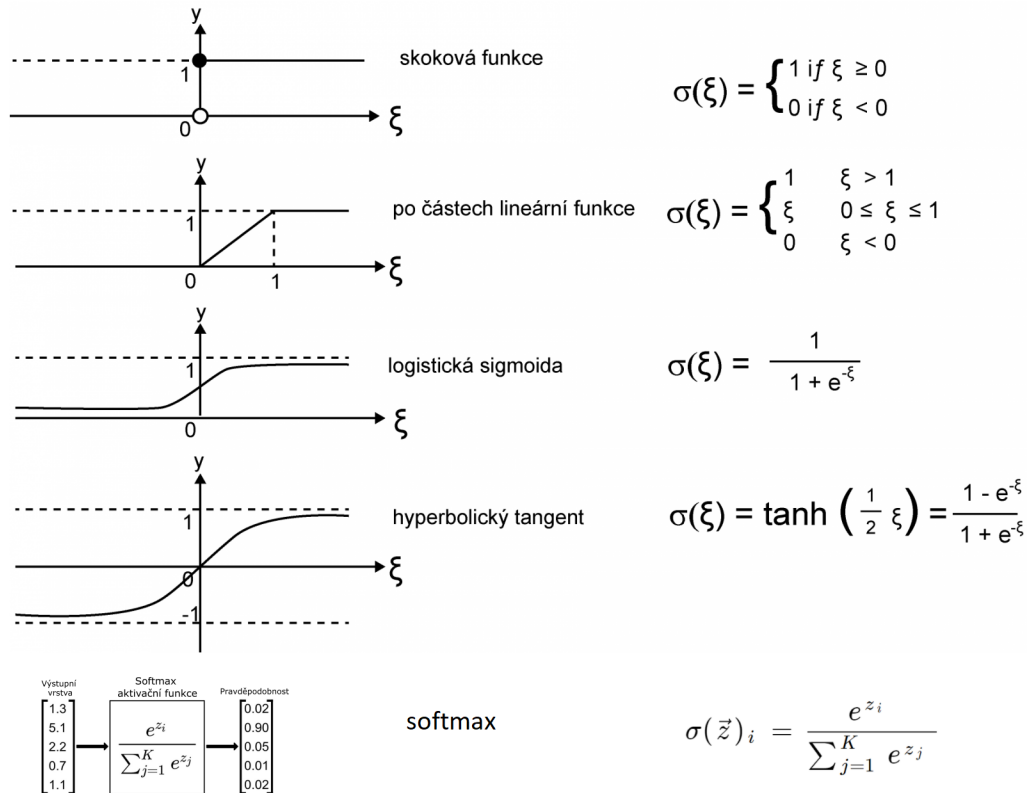 y
1
0
ξ
skoková funkce
σ(ξ) = { 1 if ξ ≥ 0
0 if ξ < 0
y
1
0
1
ξ
po částech lineární funkce
σ(ξ) = { 1 ξ > 1
ξ 0 ≤ ξ ≤ 1
0 ξ < 0
y
1
0
ξ
logistická sigmoida
σ(ξ) = 1 / 1 + e^-ξ
y
1
0
-1
ξ
hyperbolický tangent
σ(ξ) = tanh ( 1/2 ξ ) = 1 - e^-ξ / 1 + e^-ξ
Výstupní
vrstva
1.3
5.1
2.2
0.7
1.1
Softmax
aktivační funkce
e^{z_i} / ∑_{j=1}^{K} e^{z_j}
Pravděpodobnost
0.02
0.90
0.05
0.01
0.02
softmax
σ(z⃗)_i = e^{z_i} / ∑_{j=1}^{K} e^{z_j}